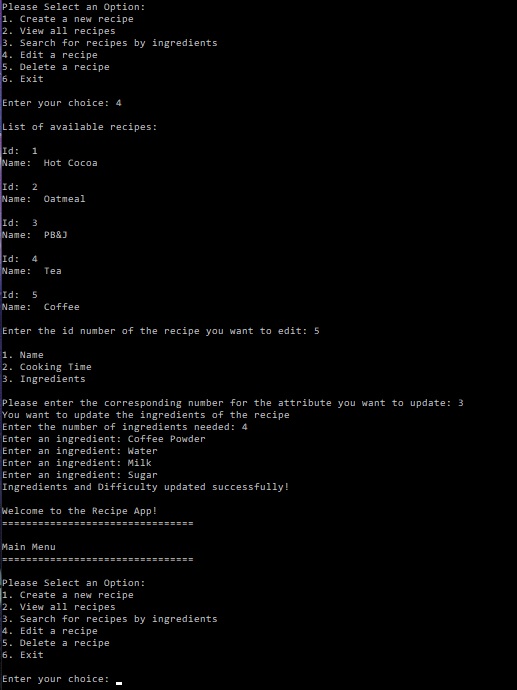 Please Select an Option:
1. Create a new recipe
2. View all recipes
3. Search for recipes by ingredients
4. Edit a recipe
5. Delete a recipe
6. Exit
Enter your choice: 4
List of available recipes:
Id:  1
Name:  Hot Cocoa
Id:  2
Name:  Oatmeal
Id:  3
Name:  PB&J
Id:  4
Name:  Tea
Id:  5
Name:  Coffee
Enter the id number of the recipe you want to edit: 5
1. Name
2. Cooking Time
3. Ingredients
Please enter the corresponding number for the attribute you want to update: 3
You want to update the ingredients of the recipe
Enter the number of ingredients needed: 4
Enter an ingredient: Coffee Powder
Enter an ingredient: Water
Enter an ingredient: Milk
Enter an ingredient: Sugar
Ingredients and Difficulty updated successfully!
Welcome to the Recipe App!
================================
Main Menu
================================
Please Select an Option:
1. Create a new recipe
2. View all recipes
3. Search for recipes by ingredients
4. Edit a recipe
5. Delete a recipe
6. Exit
Enter your choice: